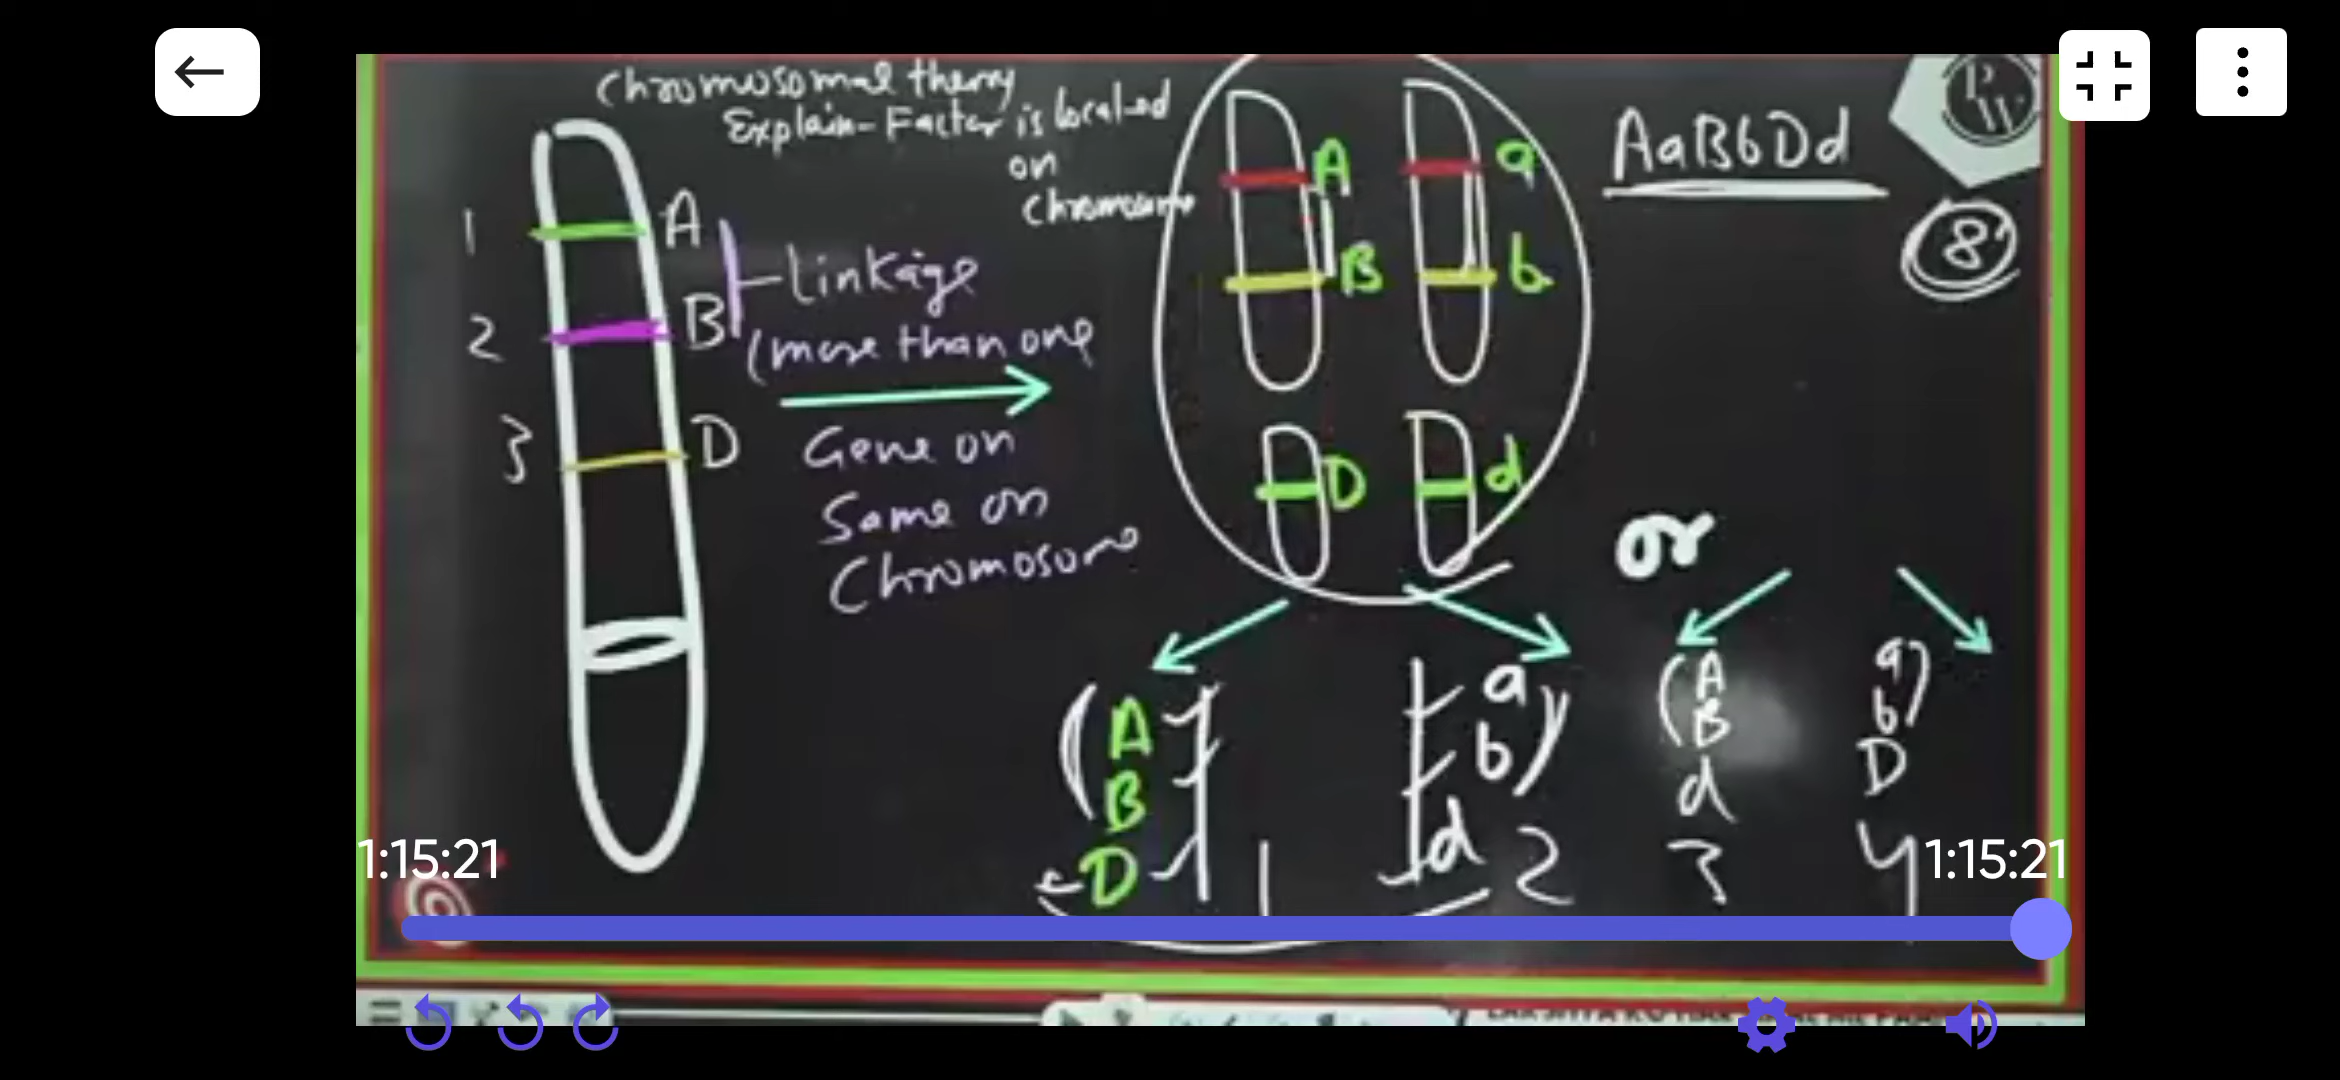 Chromosomal theory
Explain - Factor is located
on
Chromosome
AaBbDd
PW
8
1 A
2 B
3 D
Linkage
(more than one
Gene on
Same on
Chromosome
A a
B b
D d
or
(A
B
D
1
a)
b
d
2
(A
B
d
3
a)
b
D
4
1:15:21
1:15:21